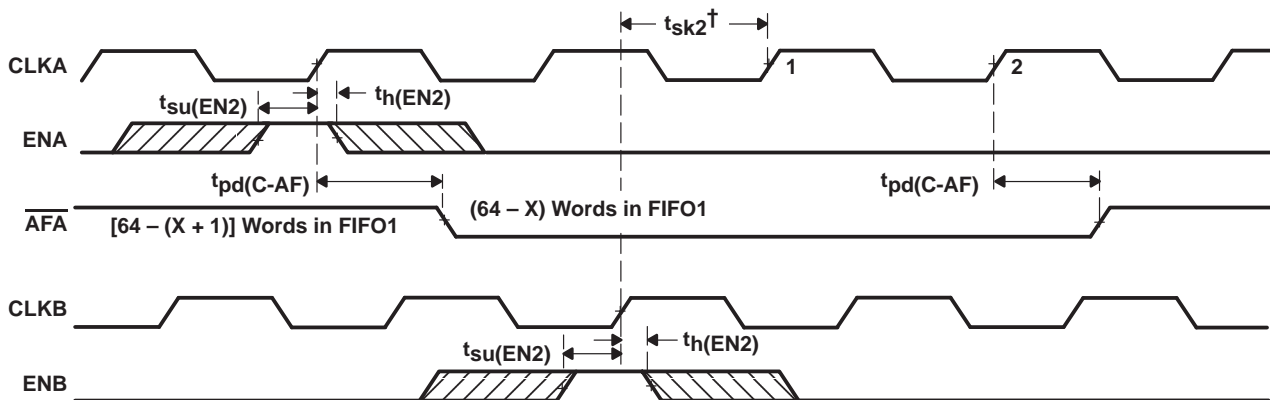 tsk2†
CLKA
1
2
tsu(EN2)
th(EN2)
ENA
tpd(C-AF)
tpd(C-AF)
AFA
[64 – (X + 1)] Words in FIFO1
(64 – X) Words in FIFO1
CLKB
tsu(EN2)
th(EN2)
ENB